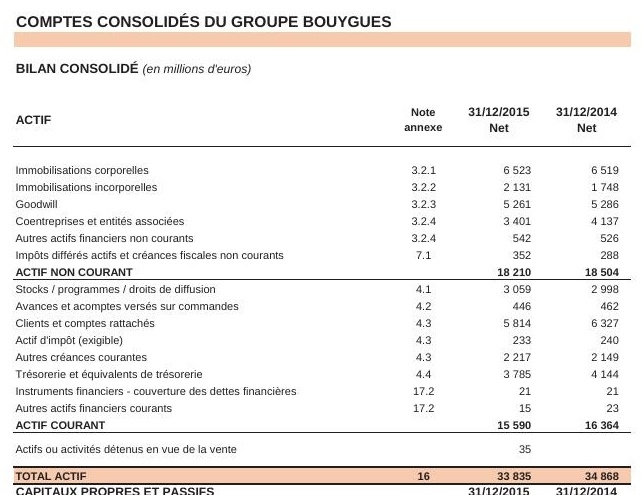 COMPTES CONSOLIDÉS DU GROUPE BOUYGUES
BILAN CONSOLIDÉ (en millions d'euros)
ACTIF Note annexe 31/12/2015 Net 31/12/2014 Net
Immobilisations corporelles 3.2.1 6 523 6 519
Immobilisations incorporelles 3.2.2 2 131 1 748
Goodwill 3.2.3 5 261 5 286
Coentreprises et entités associées 3.2.4 3 401 4 137
Autres actifs financiers non courants 3.2.4 542 526
Impôts différés actifs et créances fiscales non courants 7.1 352 288
ACTIF NON COURANT 18 210 18 504
Stocks / programmes / droits de diffusion 4.1 3 059 2 998
Avances et acomptes versés sur commandes 4.2 446 462
Clients et comptes rattachés 4.3 5 814 6 327
Actif d'impôt (exigible) 4.3 233 240
Autres créances courantes 4.3 2 217 2 149
Trésorerie et équivalents de trésorerie 4.4 3 785 4 144
Instruments financiers - couverture des dettes financières 17.2 21 21
Autres actifs financiers courants 17.2 15 23
ACTIF COURANT 15 590 16 364
Actifs ou activités détenus en vue de la vente 35
TOTAL ACTIF 16 33 835 34 868
CAPITAUX PROPRES ET PASSIFS 31/12/2015 31/12/2014